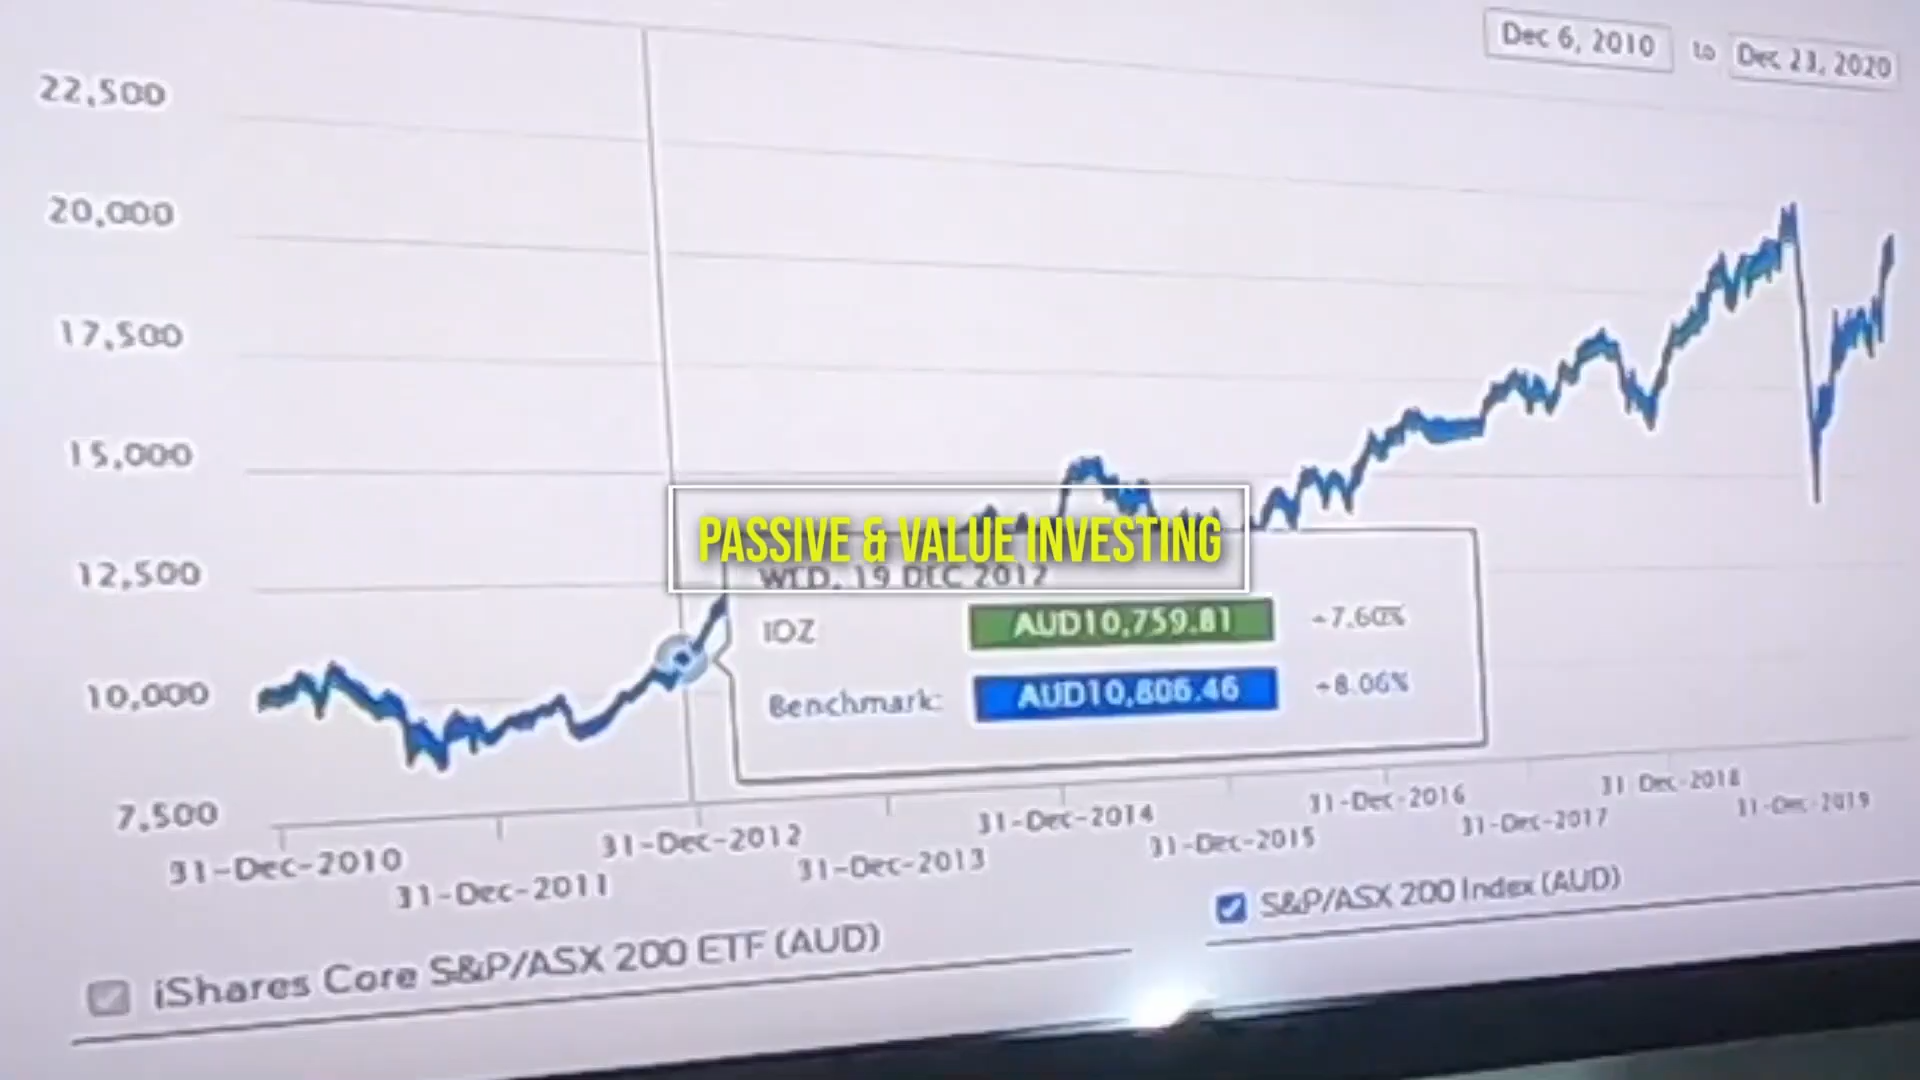 Dec 6, 2010 to Dec 23, 2020
22,500
20,000
17,500
15,000
12,500
10,000
7,500
PASSIVE & VALUE INVESTING
WED, 19 DEC 2012
IOZ AUD10,759.81 +7.60%
Benchmark: AUD10,806.46 +8.06%
31-Dec-2010
31-Dec-2011
31-Dec-2012
31-Dec-2013
31-Dec-2014
31-Dec-2015
31-Dec-2016
31-Dec-2017
31-Dec-2018
31-Dec-2019
iShares Core S&P/ASX 200 ETF (AUD)
S&P/ASX 200 Index (AUD)